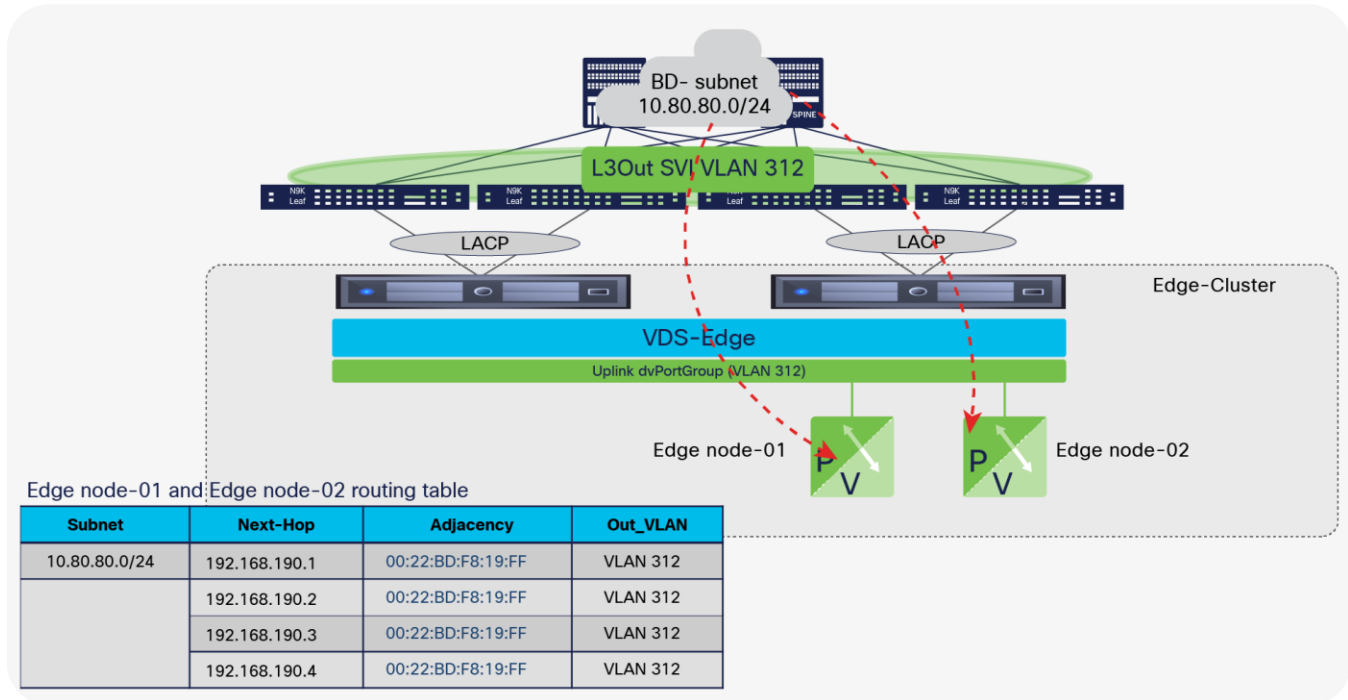 BD- subnet
10.80.80.0/24
SPINE
L3Out SVI VLAN 312
N9K
Leaf
N9K
Leaf
N9K
Leaf
N9K
Leaf
LACP
LACP
Edge-Cluster
VDS-Edge
Uplink dvPortGroup (VLAN 312)
Edge node-01
P
V
P
V
Edge node-02
Edge node-01 and Edge node-02 routing table
Subnet Next-Hop Adjacency Out_VLAN
10.80.80.0/24 192.168.190.1 00:22:BD:F8:19:FF VLAN 312
192.168.190.2 00:22:BD:F8:19:FF VLAN 312
192.168.190.3 00:22:BD:F8:19:FF VLAN 312
192.168.190.4 00:22:BD:F8:19:FF VLAN 312